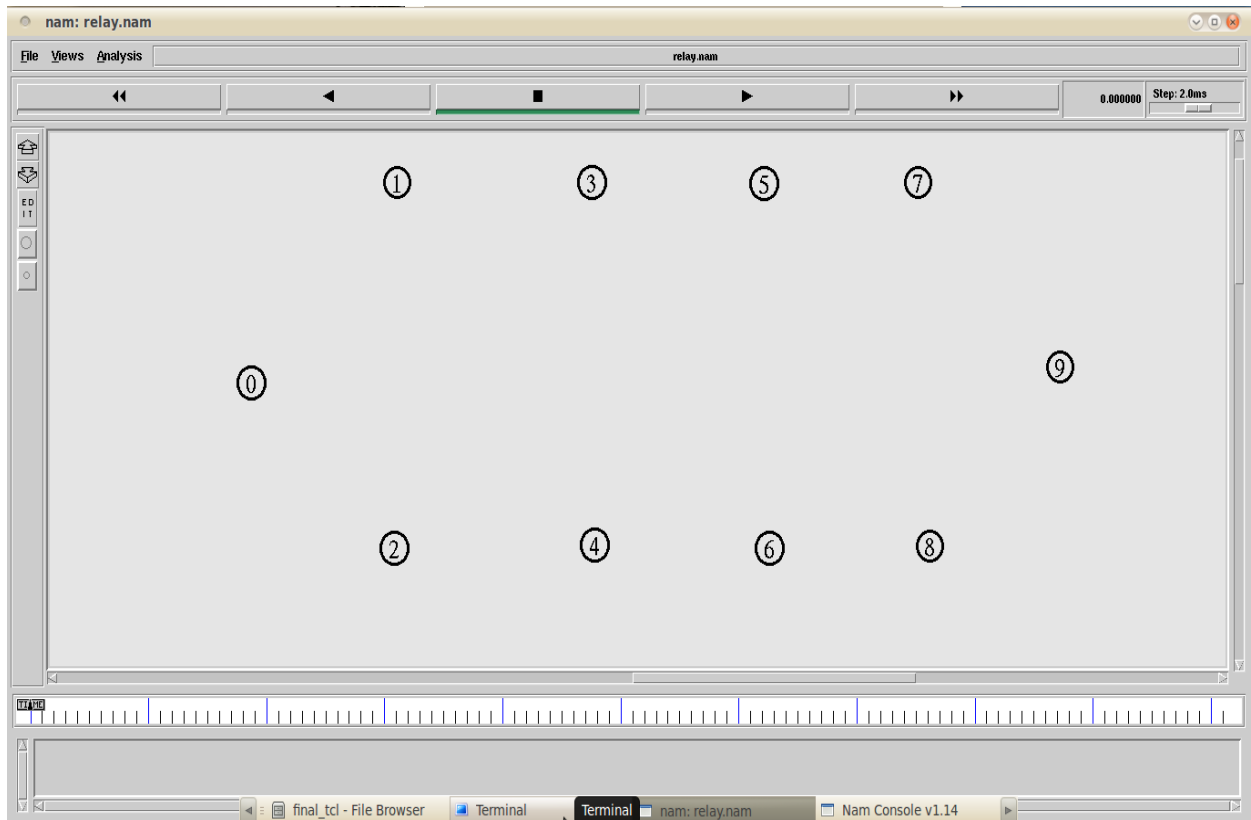 nam: relay.nam
File Views Analysis relay.nam
0.000000 Step: 2.0ms
ED
IT
1 3 5 7
0 9
2 4 6 8
TIME
final_tcl - File Browser Terminal Terminal nam: relay.nam Nam Console v1.14